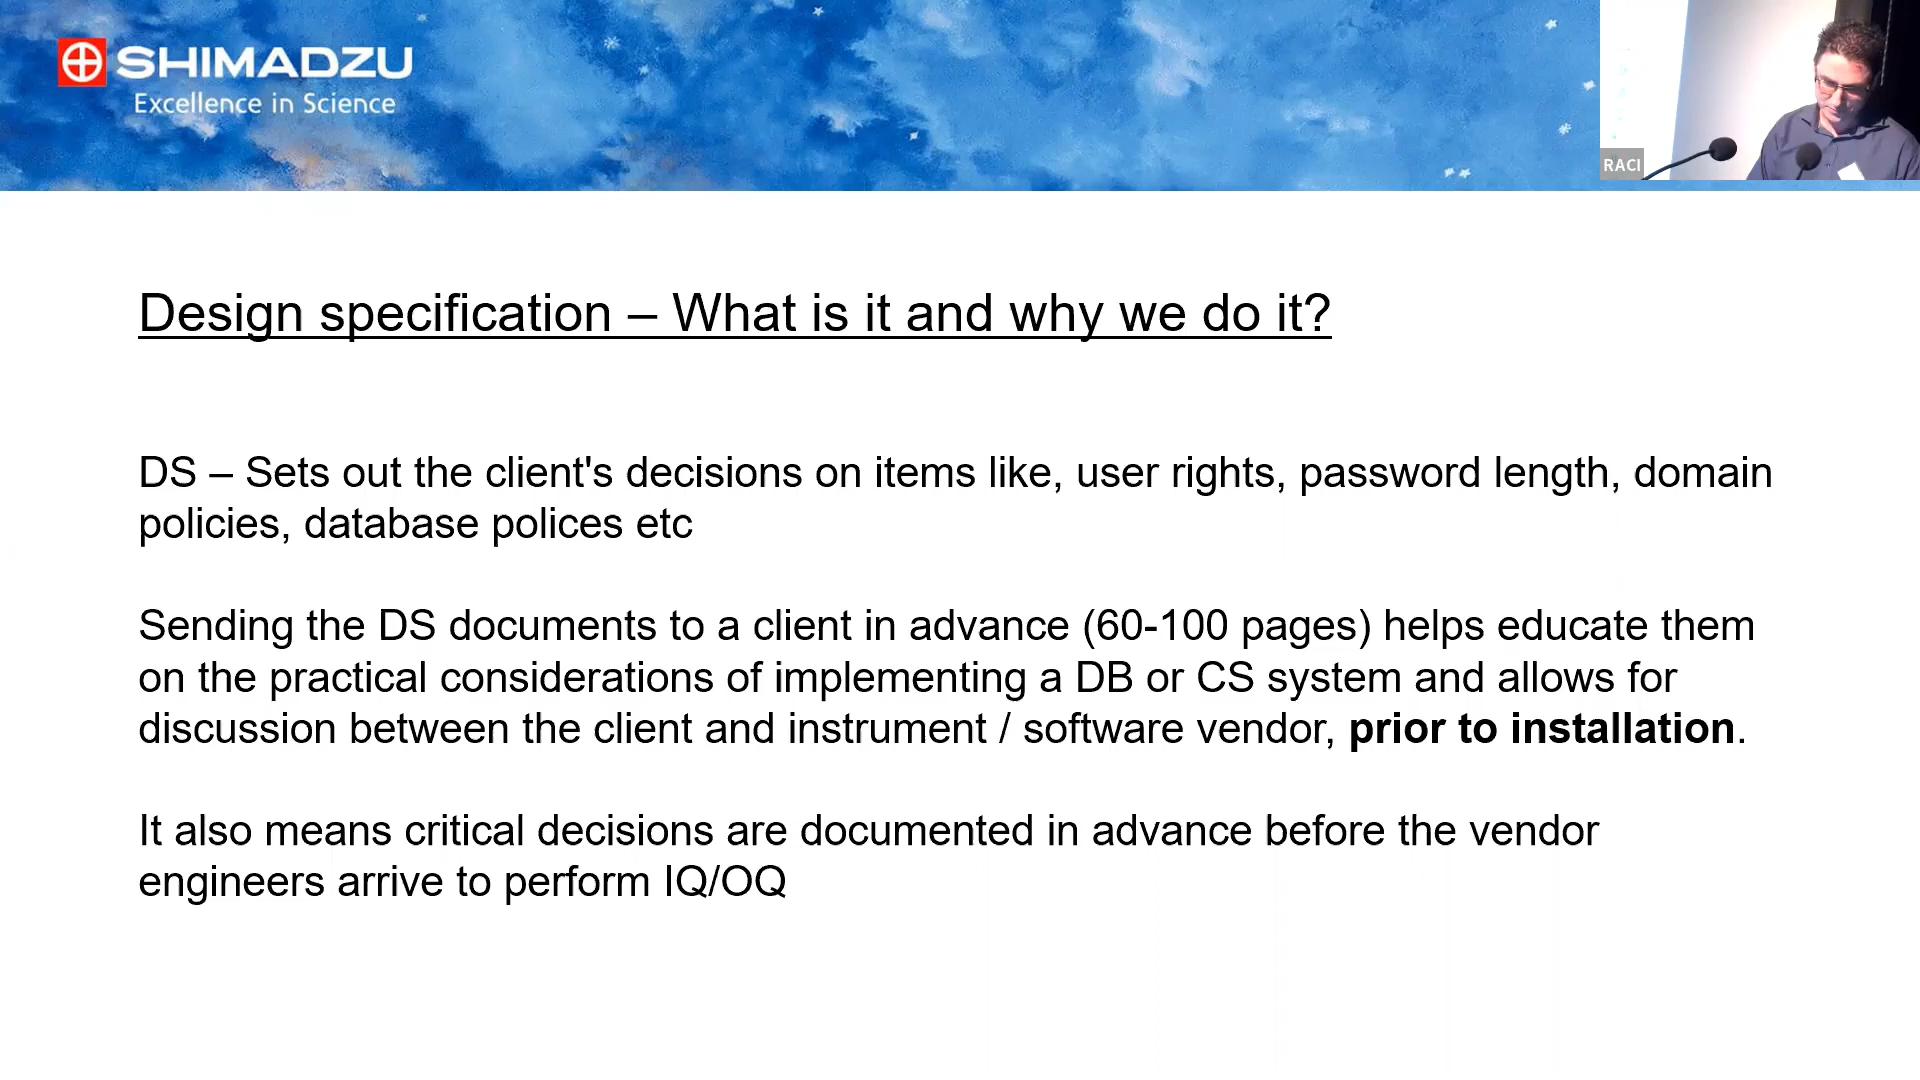 SHIMADZU
Excellence in Science
RACI
Design specification – What is it and why we do it?
DS – Sets out the client's decisions on items like, user rights, password length, domain
policies, database polices etc
Sending the DS documents to a client in advance (60-100 pages) helps educate them
on the practical considerations of implementing a DB or CS system and allows for
discussion between the client and instrument / software vendor, prior to installation.
It also means critical decisions are documented in advance before the vendor
engineers arrive to perform IQ/OQ